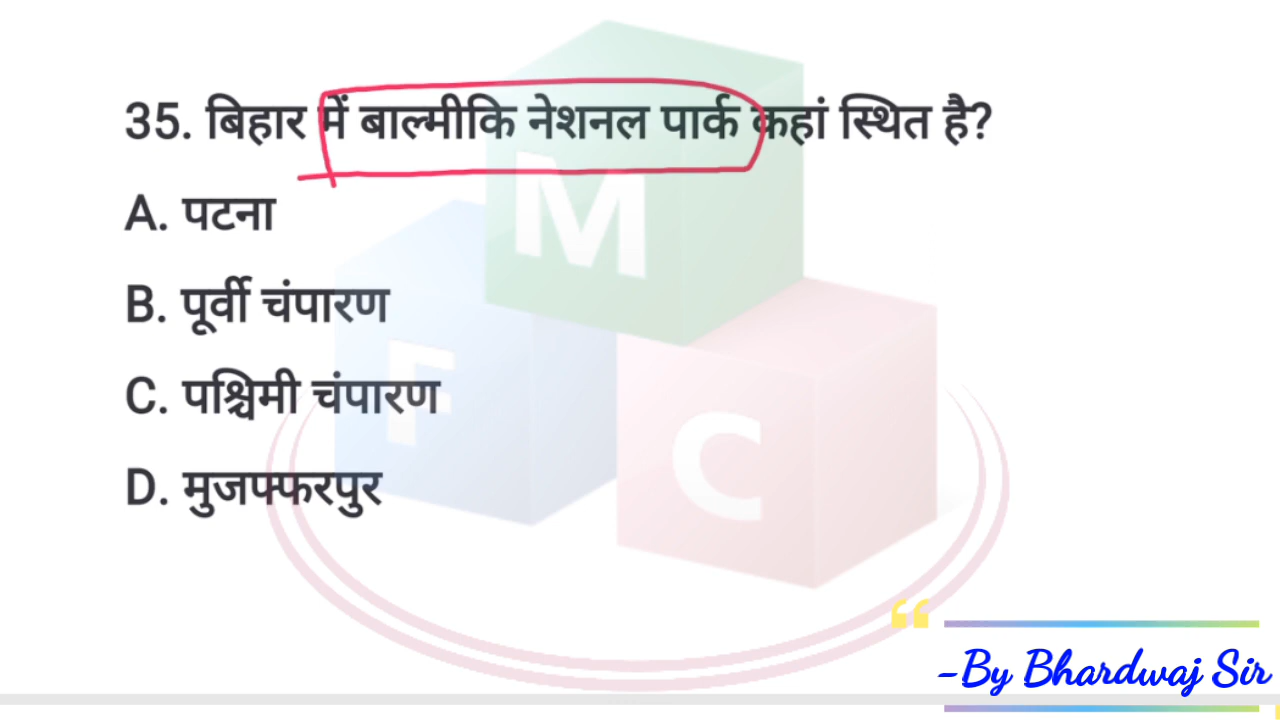 35. बिहार में बाल्मीकि नेशनल पार्क कहां स्थित है?
A. पटना
B. पूर्वी चंपारण
C. पश्चिमी चंपारण
D. मुजफ्फरपुर
M
F
C
“
-By Bhardwaj Sir